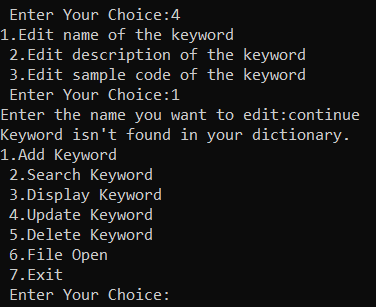 Enter Your Choice:4
1.Edit name of the keyword
2.Edit description of the keyword
3.Edit sample code of the keyword
Enter Your Choice:1
Enter the name you want to edit:continue
Keyword isn't found in your dictionary.
1.Add Keyword
2.Search Keyword
3.Display Keyword
4.Update Keyword
5.Delete Keyword
6.File Open
7.Exit
Enter Your Choice: